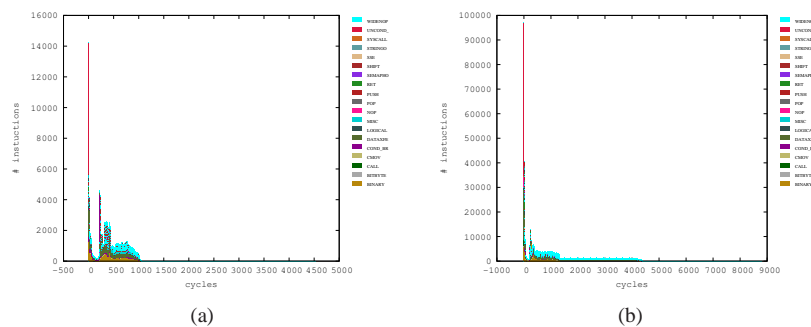 16000
14000
12000
10000
8000
6000
4000
2000
0
-500 0 500 1000 1500 2000 2500 3000 3500 4000 4500 5000
# instuctions
cycles
WIDENOP
UNCOND_
SYSCALL
STRINGO
SSE
SHIFT
SEMAPHO
RET
PUSH
POP
NOP
MISC
LOGICAL
DATAXFE
COND_BR
CMOV
CALL
BITBYTE
BINARY
(a)
100000
90000
80000
70000
60000
50000
40000
30000
20000
10000
0
-1000 0 1000 2000 3000 4000 5000 6000 7000 8000 9000
# instuctions
cycles
WIDENO
UNCON
SYSCAL
STRING
SSE
SHIFT
SEMAPH
RET
PUSH
POP
NOP
MISC
LOGICA
DATAXF
COND_B
CMOV
CALL
BITBYT
BINARY
(b)